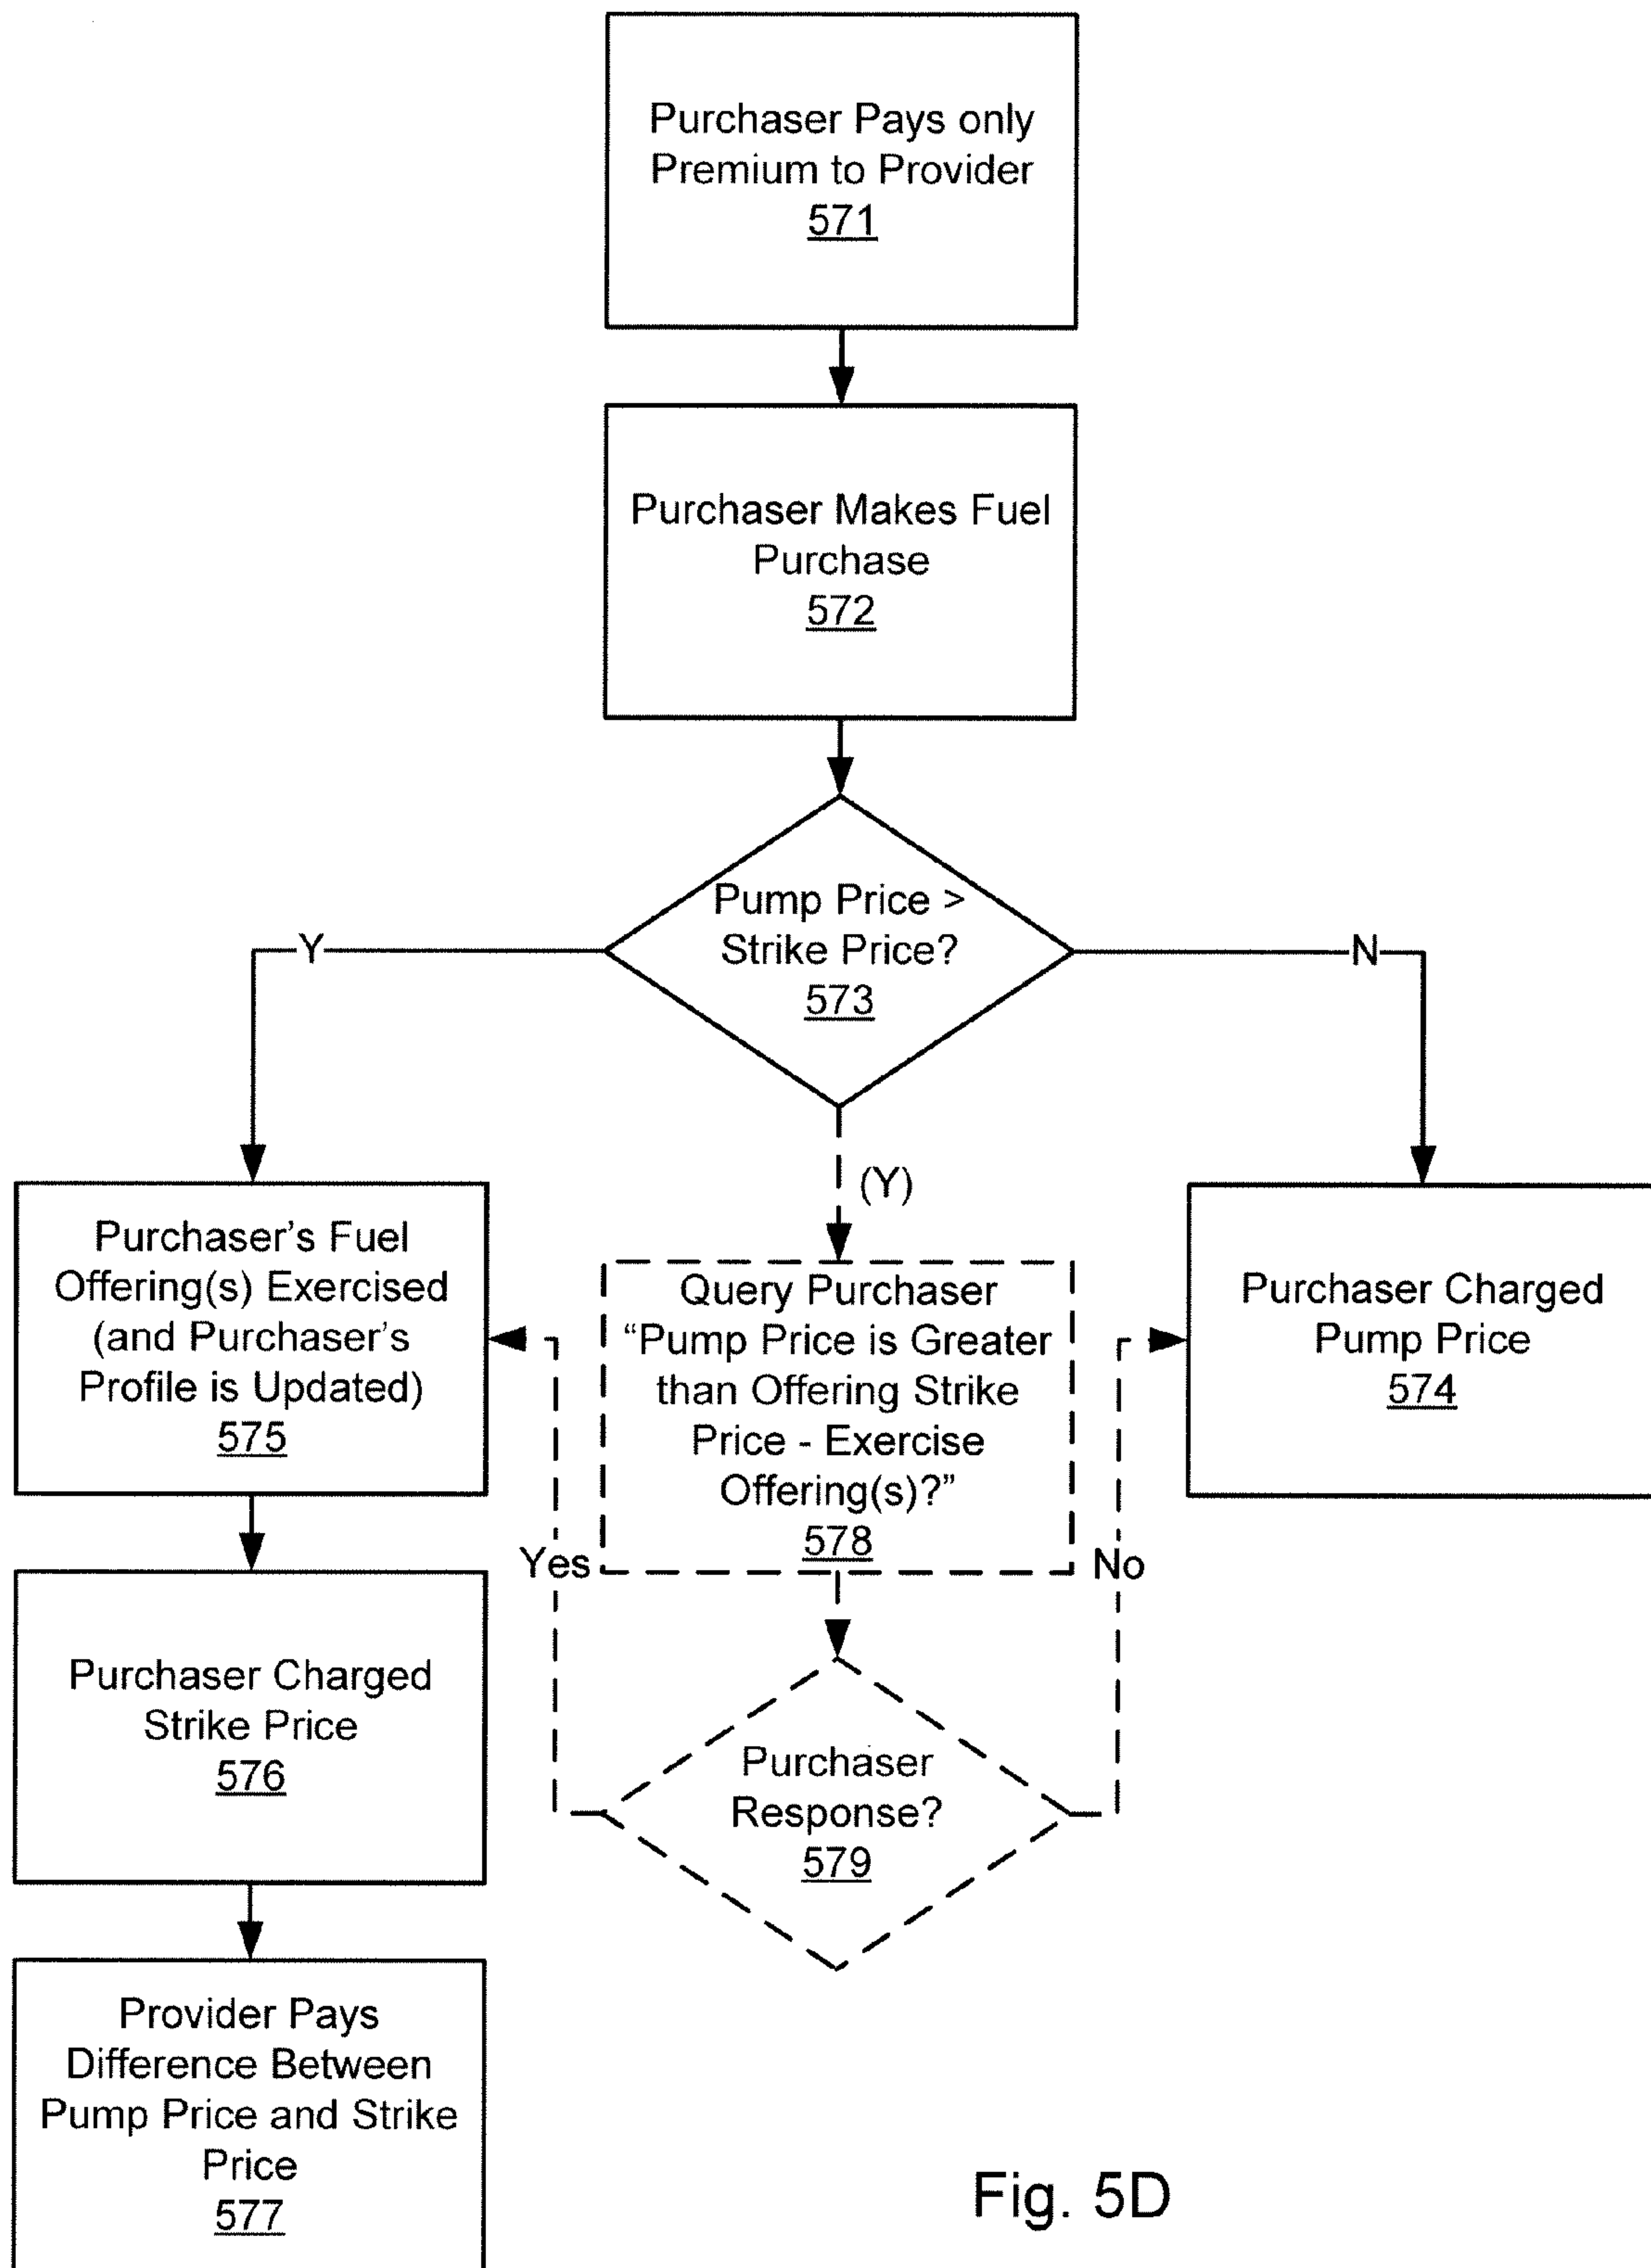 Purchaser Pays only
Premium to Provider
571
Purchaser Makes Fuel
Purchase
572
Pump Price >
Strike Price?
573
Y
N
(Y)
Purchaser’s Fuel
Offering(s) Exercised
(and Purchaser’s
Profile is Updated)
575
Query Purchaser
“Pump Price is Greater
than Offering Strike
Price - Exercise
Offering(s)?”
578
Purchaser Charged
Pump Price
574
Yes
No
Purchaser Charged
Strike Price
576
Purchaser
Response?
579
Provider Pays
Difference Between
Pump Price and Strike
Price
577
Fig. 5D